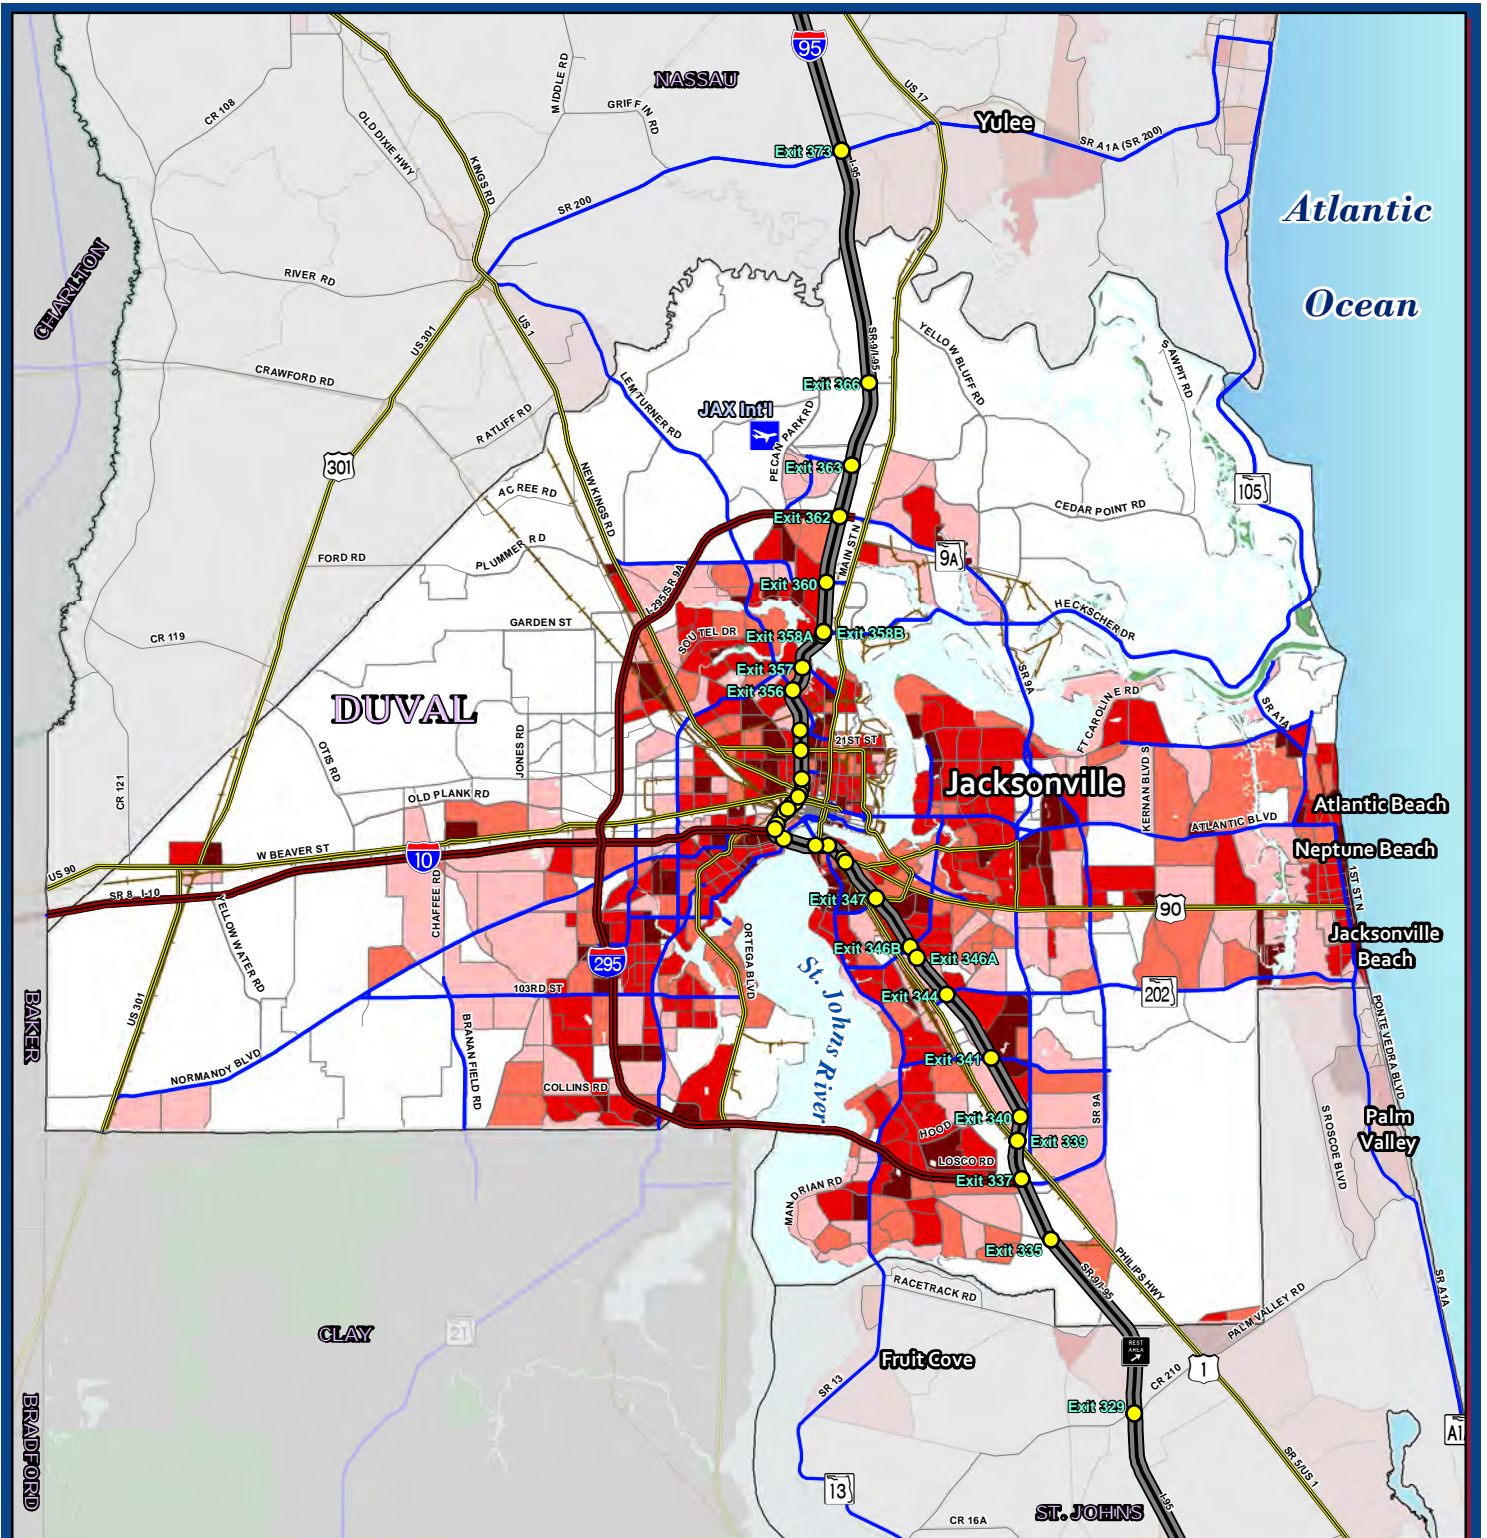 95
NASSAU
CR 108
MIDDLE RD
GRIFFIN RD
OLD DIXIE HWY
US 17
Yulee
SR A1A (SR 200)
Exit 373
I-95
KINGS RD
SR 200
Atlantic
Ocean
CHARLTON
RIVER RD
US 301
US 1
SR 9/I-95
YELLOW BLUFF RD
SAWPIT RD
CRAWFORD RD
LEM TURNER RD
Exit 366
RATLIFF RD
JAX Int'l
PECAN PARK RD
301
Exit 363
NEW KINGS RD
ACREE RD
105
CEDAR POINT RD
Exit 362
MAIN ST N
9A
FORD RD
PLUMMER RD
I-295/SR 9A
Exit 360
HECKSCHER DR
GARDEN ST
SOUTEL DR
Exit 358A
Exit 358B
CR 119
Exit 357
SR 9A
Exit 356
FT CAROLINE RD
DUVAL
SR A1A
21ST ST
JONES RD
OTIS RD
Jacksonville
KERNAN BLVD S
CR 121
OLD PLANK RD
Atlantic Beach
ATLANTIC BLVD
W BEAVER ST
10
Neptune Beach
US 90
SR 8
I-10
CHAFFEE RD
1ST ST N
Exit 347
90
YELLOW WATER RD
ORTEGA BLVD
Jacksonville
Beach
Exit 346B
Exit 346A
295
St. Johns River
103RD ST
Exit 344
202
US 301
BAKER
BRANAN FIELD RD
PONTE VEDRA BLVD
NORMANDY BLVD
Exit 341
COLLINS RD
SR 9A
S ROSCOE BLVD
HOOD
Exit 340
Palm
Valley
Exit 339
LOSCO RD
Exit 337
MANDRIAN RD
Exit 335
PHILIPS HWY
SR 9/I-95
SR A1A
RACETRACK RD
PALM VALLEY RD
CLAY
21
REST
AREA
Fruit Cove
1
CR 210
SR 13
Exit 329
BRADFORD
A1
SR 5/US 1
13
I-95
ST. JOHNS
CR 16A